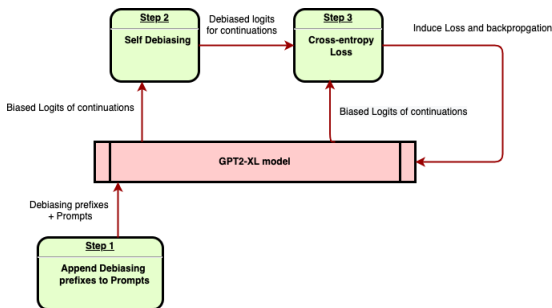 Step 2
Self Debiasing
Debiased logits
for continuations
Step 3
Cross-entropy
Loss
Induce Loss and backpropgation
Biased Logits of continuations
Biased Logits of continuations
GPT2-XL model
Debiasing prefixes
+ Prompts
Step 1
Append Debiasing
prefixes to Prompts